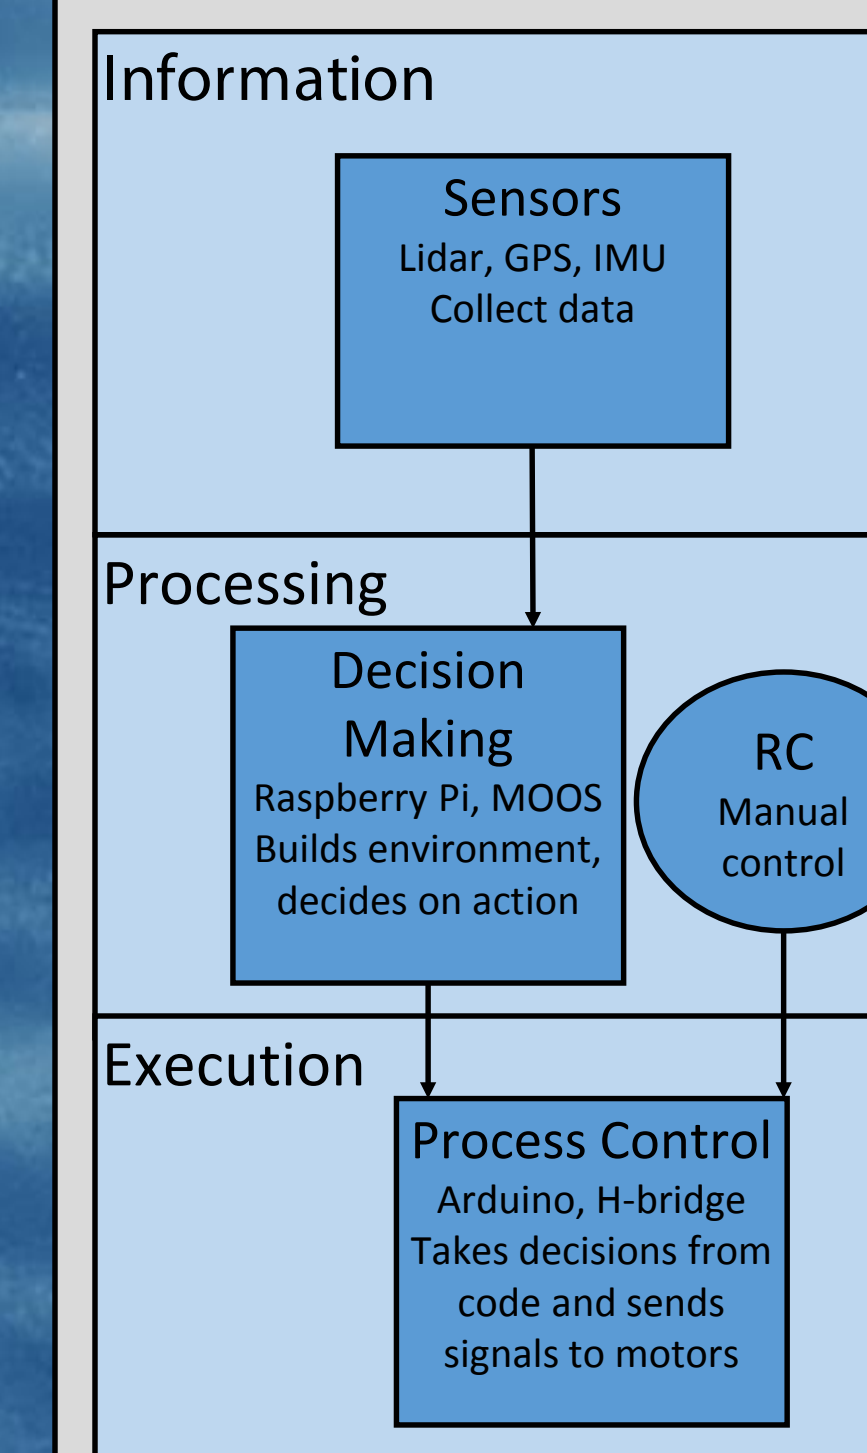 Information
Sensors
Lidar, GPS, IMU
Collect data
Processing
Decision
Making
Raspberry Pi, MOOS
Builds environment,
decides on action
RC
Manual
control
Execution
Process Control
Arduino, H-bridge
Takes decisions from
code and sends
signals to motors